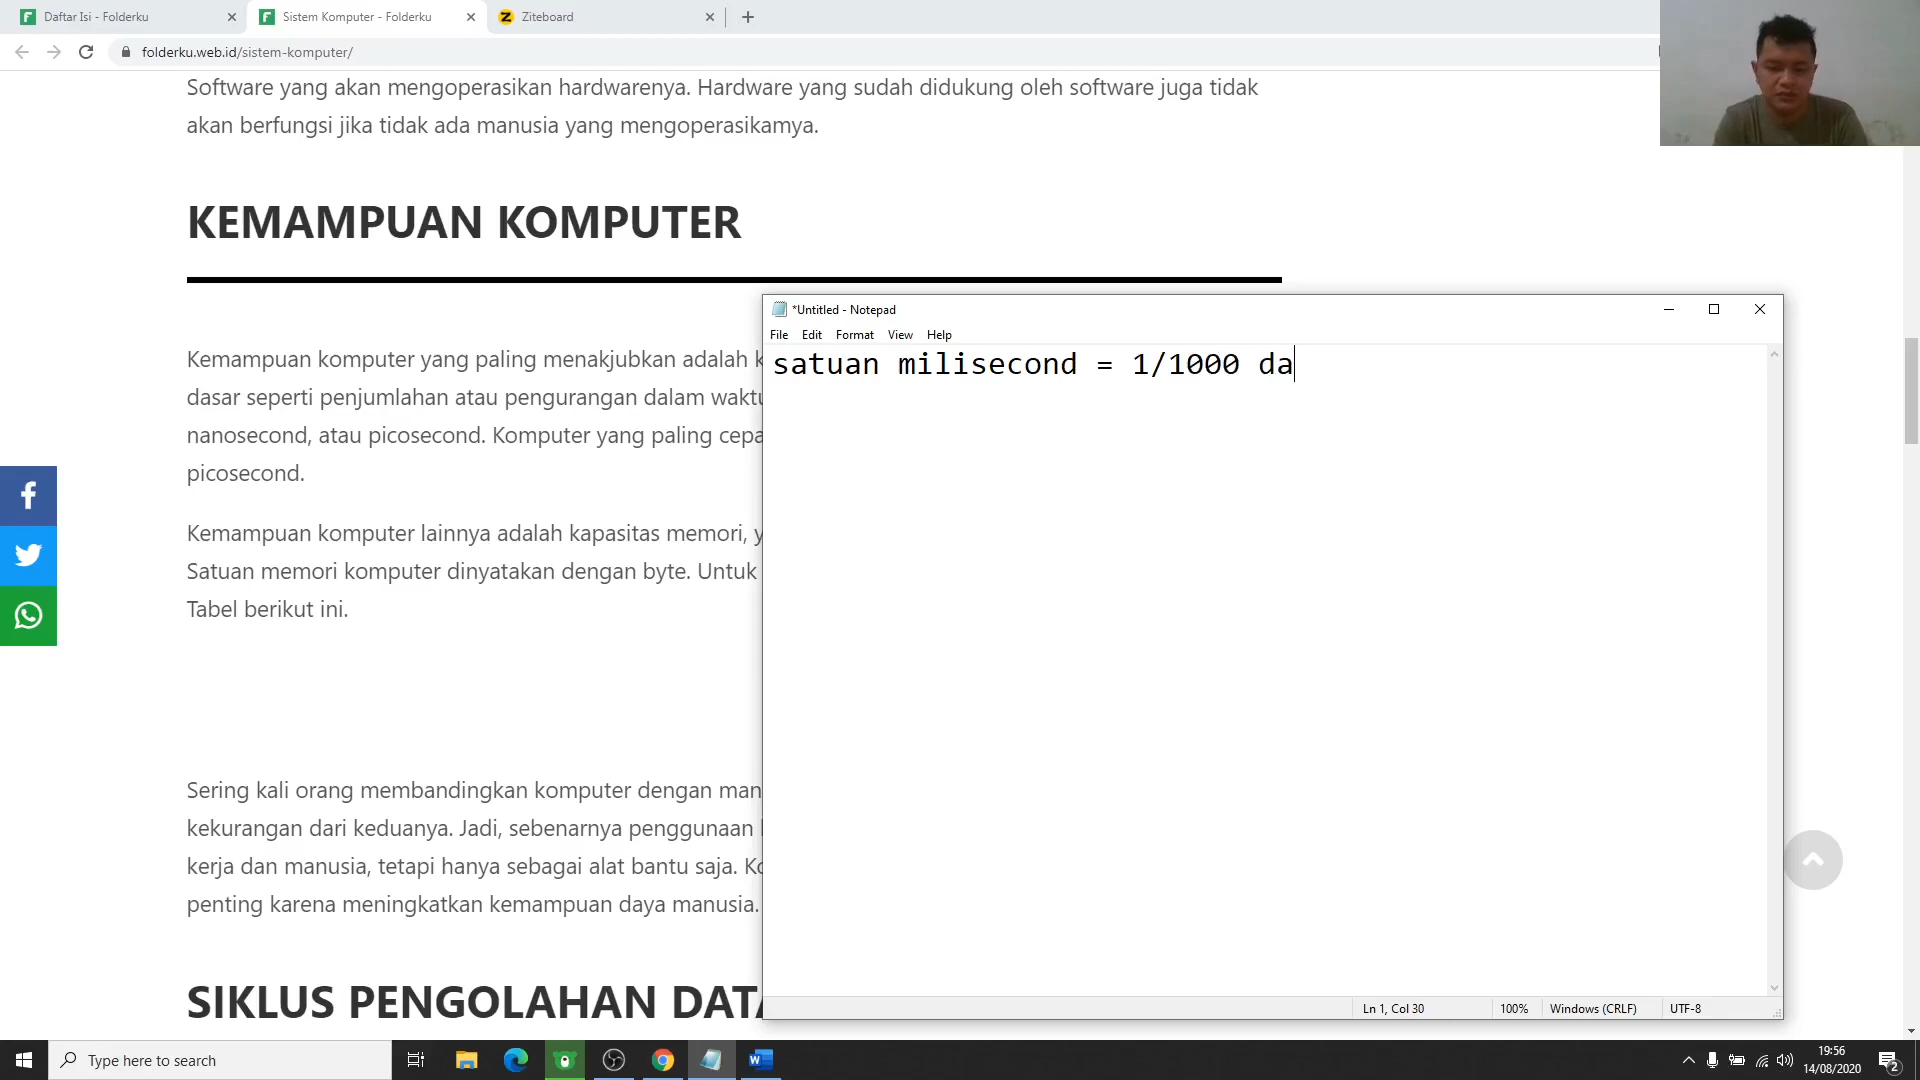 Daftar Isi - Folderku
Sistem Komputer - Folderku
Ziteboard
folderku.web.id/sistem-komputer/
Software yang akan mengoperasikan hardwarenya. Hardware yang sudah didukung oleh software juga tidak
akan berfungsi jika tidak ada manusia yang mengoperasikamya.
KEMAMPUAN KOMPUTER
Kemampuan komputer yang paling menakjubkan adalah
dasar seperti penjumlahan atau pengurangan dalam waktu
nanosecond, atau picosecond. Komputer yang paling cepa
picosecond.
Kemampuan komputer lainnya adalah kapasitas memori, y
Satuan memori komputer dinyatakan dengan byte. Untuk
Tabel berikut ini.
Sering kali orang membandingkan komputer dengan man
kekurangan dari keduanya. Jadi, sebenarnya penggunaan
kerja dan manusia, tetapi hanya sebagai alat bantu saja. Ko
penting karena meningkatkan kemampuan daya manusia.
SIKLUS PENGOLAHAN DATA
*Untitled - Notepad
File Edit Format View Help
satuan milisecond = 1/1000 da
Ln 1, Col 30 100% Windows (CRLF) UTF-8
Type here to search
19:56
14/08/2020
2